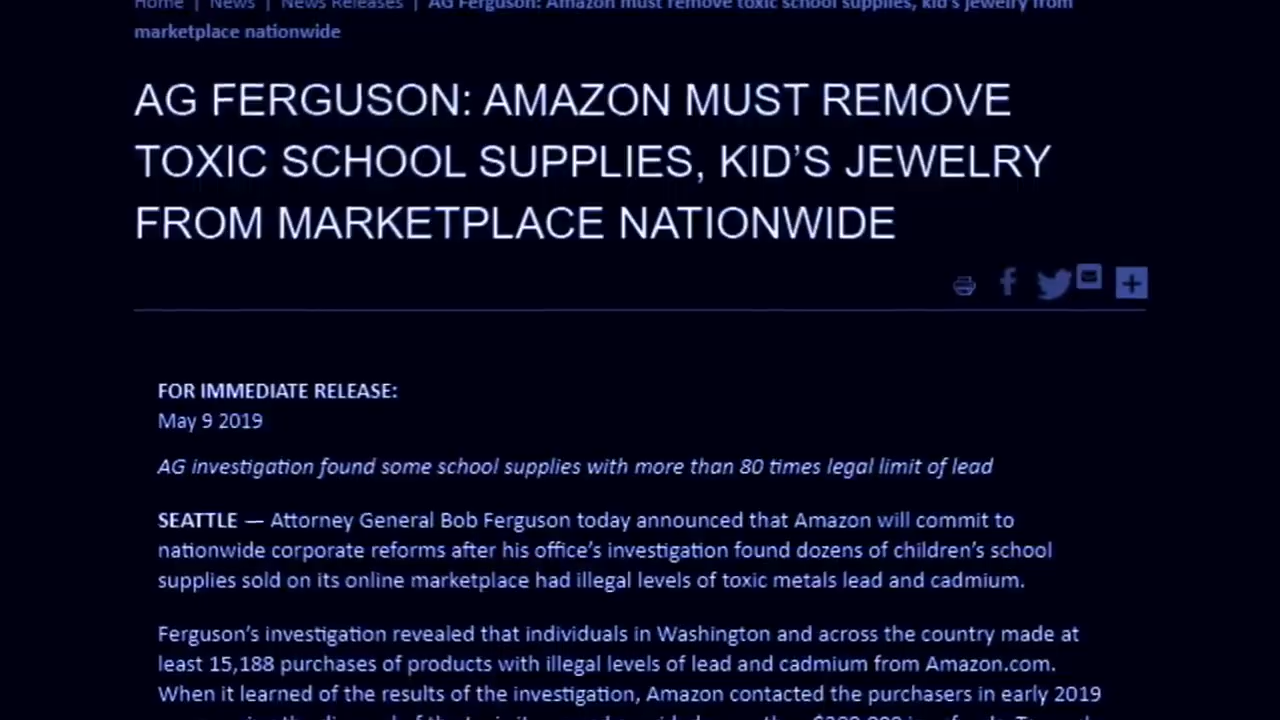 Home | News | News Releases | AG Ferguson: Amazon must remove toxic school supplies, kid's jewelry from
marketplace nationwide
AG FERGUSON: AMAZON MUST REMOVE
TOXIC SCHOOL SUPPLIES, KID’S JEWELRY
FROM MARKETPLACE NATIONWIDE
FOR IMMEDIATE RELEASE:
May 9 2019
AG investigation found some school supplies with more than 80 times legal limit of lead
SEATTLE — Attorney General Bob Ferguson today announced that Amazon will commit to
nationwide corporate reforms after his office’s investigation found dozens of children’s school
supplies sold on its online marketplace had illegal levels of toxic metals lead and cadmium.
Ferguson’s investigation revealed that individuals in Washington and across the country made at
least 15,188 purchases of products with illegal levels of lead and cadmium from Amazon.com.
When it learned of the results of the investigation, Amazon contacted the purchasers in early 2019